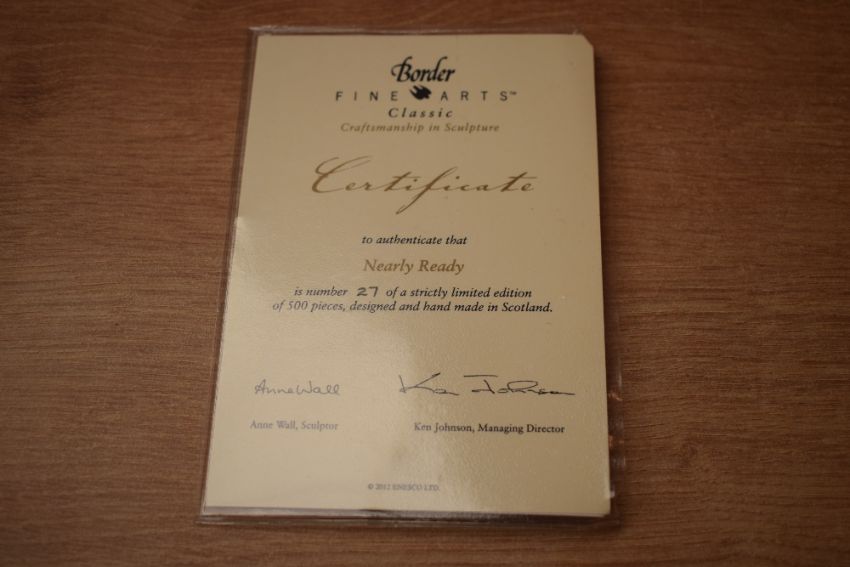 Border
FINE ARTS™
Classic
Craftsmanship in Sculpture
Certificate
to authenticate that
Nearly Ready
is number 27 of a strictly limited edition
of 500 pieces, designed and hand made in Scotland.
Anne Wall Ken Johnson
Anne Wall, Sculptor Ken Johnson, Managing Director
© 2012 ENESCO LTD.